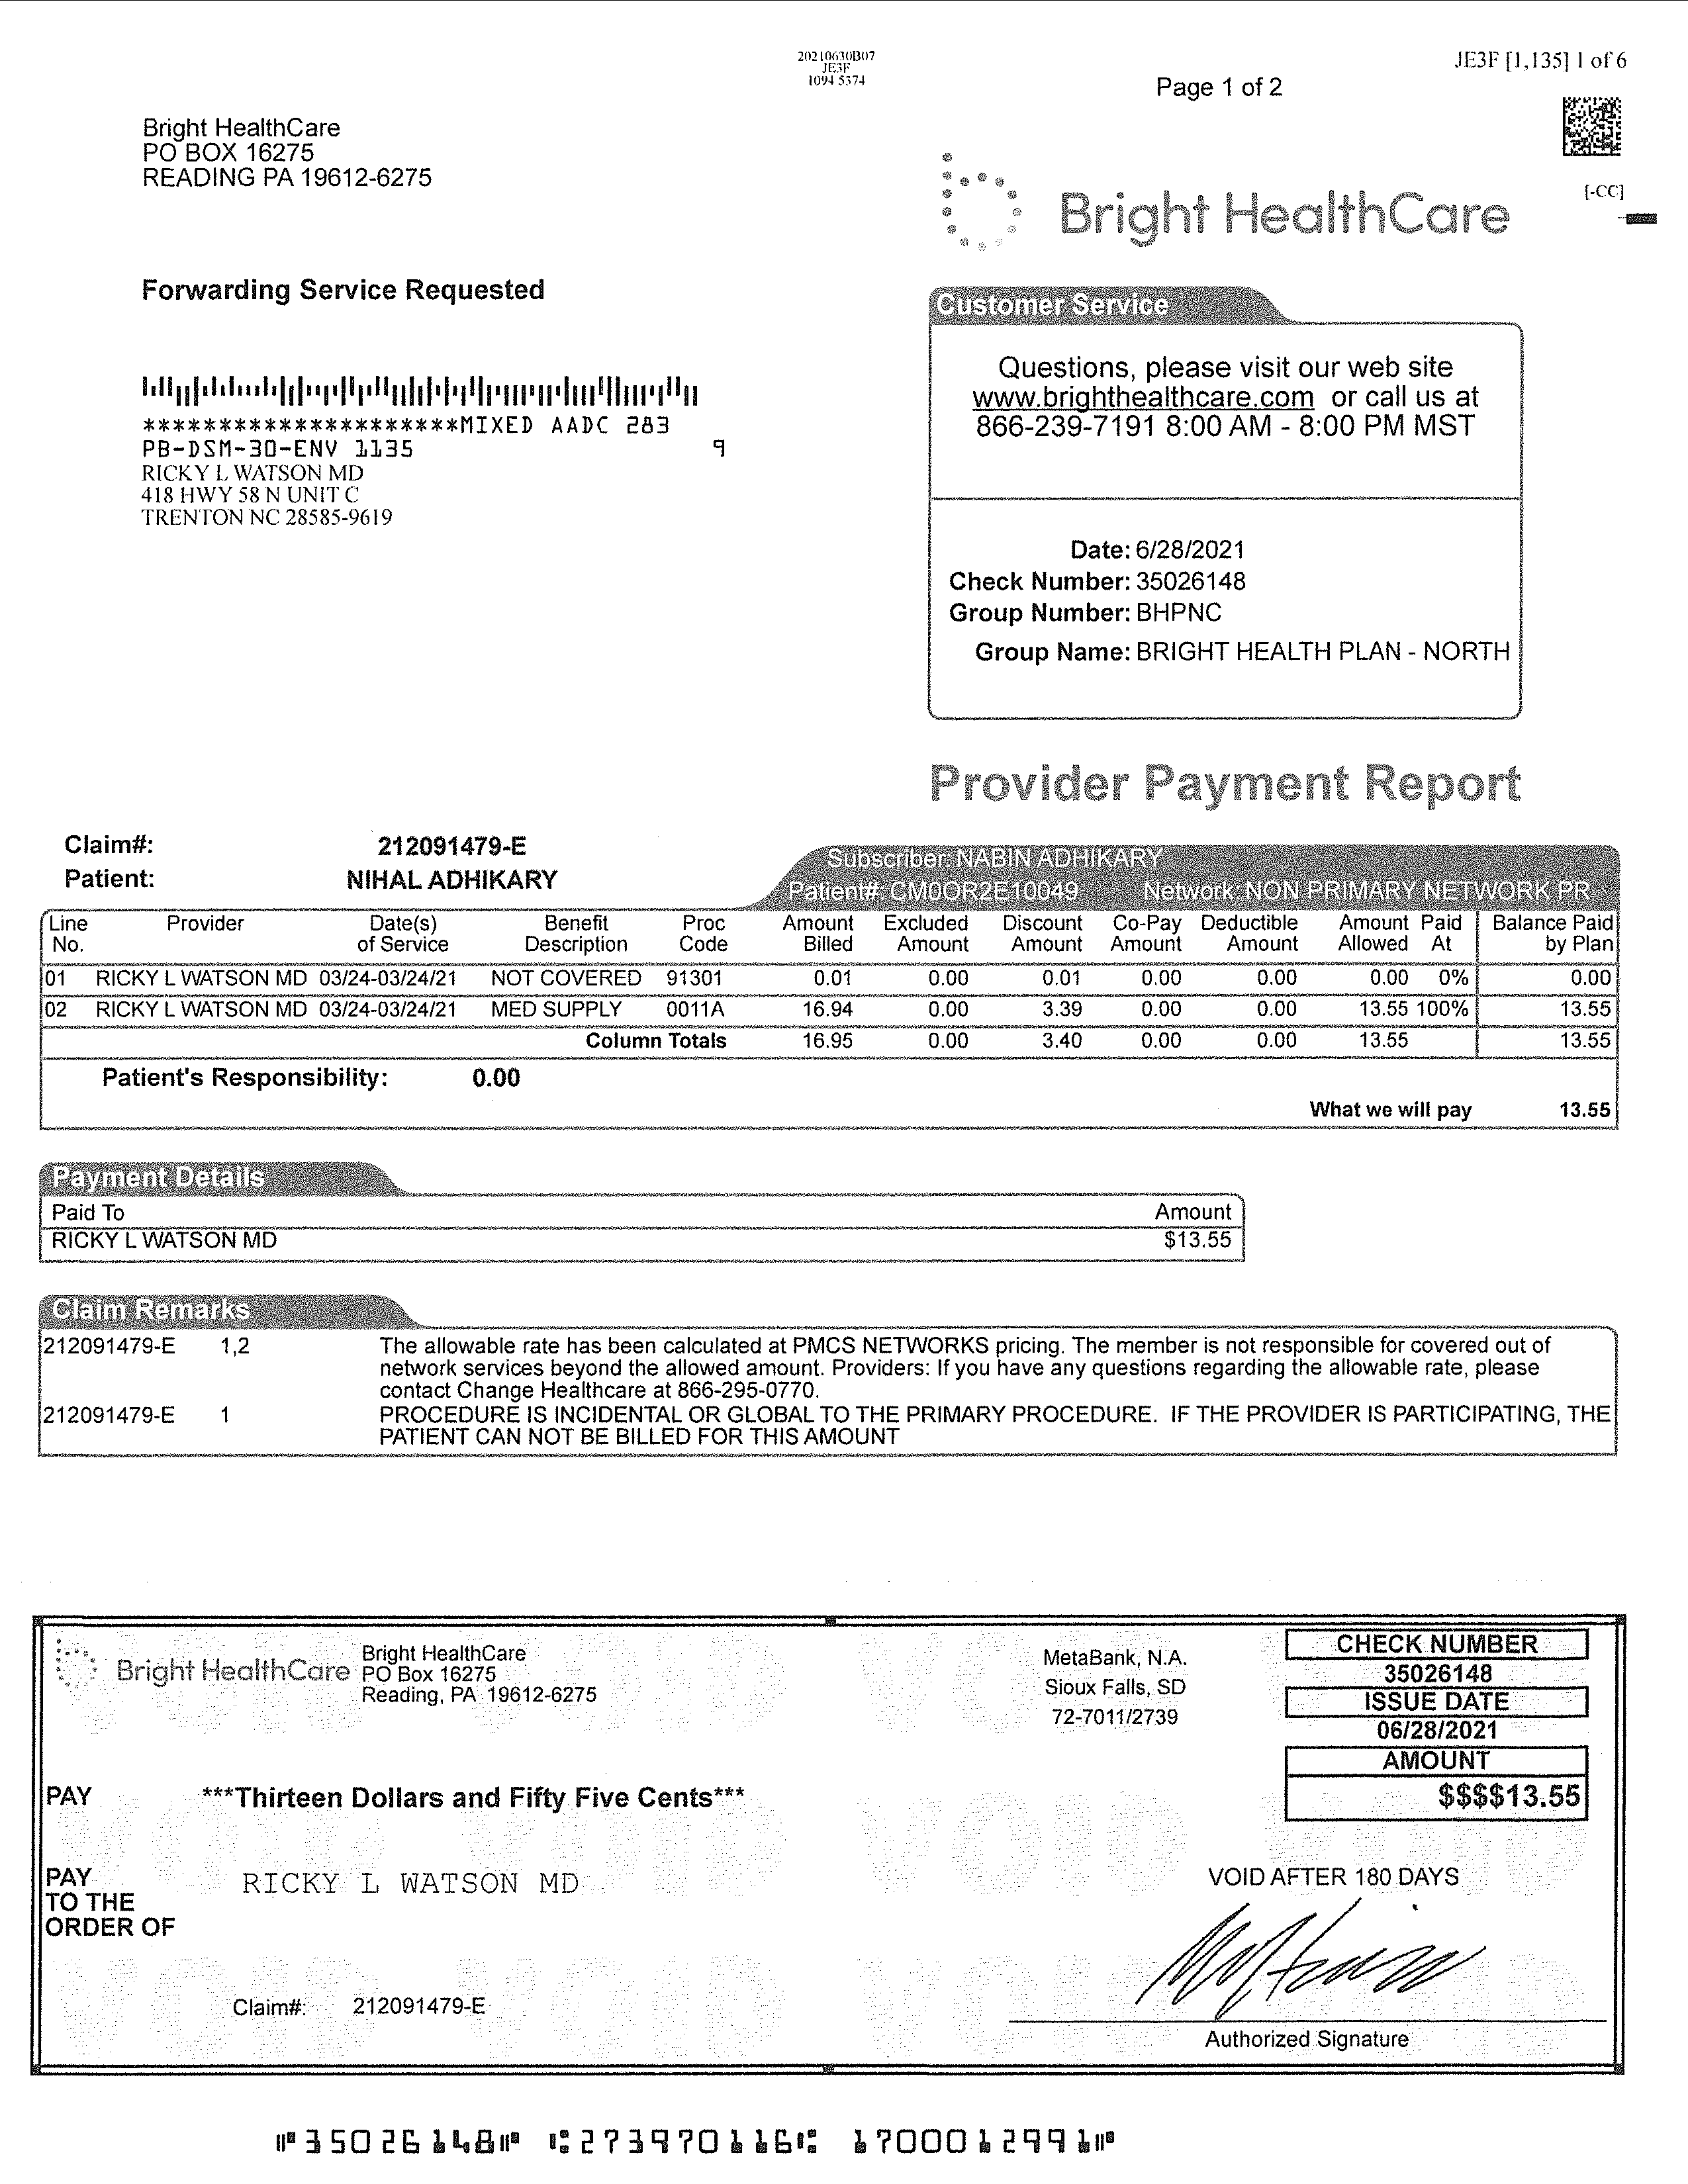 20210630B07
JE3F
1094 5374
JE3F [1,135] 1 of 6
Page 1 of 2
Bright HealthCare
PO BOX 16275
READING PA 19612-6275
[-CC]
Bright HealthCare
Forwarding Service Requested
Customer Service
Questions, please visit our web site
www.brighthealthcare.com or call us at
866-239-7191 8:00 AM - 8:00 PM MST
*********************MIXED AADC 283
PB-DSM-30-ENV 1135 9
RICKY L WATSON MD
418 HWY 58 N UNIT C
TRENTON NC 28585-9619
Date: 6/28/2021
Check Number: 35026148
Group Number: BHPNC
Group Name: BRIGHT HEALTH PLAN - NORTH
Provider Payment Report
Claim#: 212091479-E
Patient: NIHAL ADHIKARY
Subscriber: NABIN ADHIKARY
Patient#: CM0OR2E10049 Network: NON PRIMARY NETWORK PR
Line Provider Date(s) Benefit Proc Amount Excluded Discount Co-Pay Deductible Amount Paid Balance Paid
No. of Service Description Code Billed Amount Amount Amount Amount Allowed At by Plan
01 RICKY L WATSON MD 03/24-03/24/21 NOT COVERED 91301 0.01 0.00 0.01 0.00 0.00 0.00 0% 0.00
02 RICKY L WATSON MD 03/24-03/24/21 MED SUPPLY 0011A 16.94 0.00 3.39 0.00 0.00 13.55 100% 13.55
Column Totals 16.95 0.00 3.40 0.00 0.00 13.55 13.55
Patient's Responsibility: 0.00
What we will pay 13.55
Payment Details
Paid To Amount
RICKY L WATSON MD $13.55
Claim Remarks
212091479-E 1,2 The allowable rate has been calculated at PMCS NETWORKS pricing. The member is not responsible for covered out of
network services beyond the allowed amount. Providers: If you have any questions regarding the allowable rate, please
contact Change Healthcare at 866-295-0770.
212091479-E 1 PROCEDURE IS INCIDENTAL OR GLOBAL TO THE PRIMARY PROCEDURE. IF THE PROVIDER IS PARTICIPATING, THE
PATIENT CAN NOT BE BILLED FOR THIS AMOUNT
VOID VOID VOID
Bright HealthCare
Bright HealthCare
PO Box 16275
Reading, PA 19612-6275
MetaBank, N.A.
Sioux Falls, SD
72-7011/2739
CHECK NUMBER
35026148
ISSUE DATE
06/28/2021
AMOUNT
$$$$13.55
PAY ***Thirteen Dollars and Fifty Five Cents***
VOID VOID VOID VOID
PAY
TO THE
ORDER OF
RICKY L WATSON MD
VOID AFTER 180 DAYS
VOID VOID VOID VOID
Claim#: 212091479-E
Authorized Signature
⑈35026148⑈ ⑆273970116⑆ 1700012991⑈